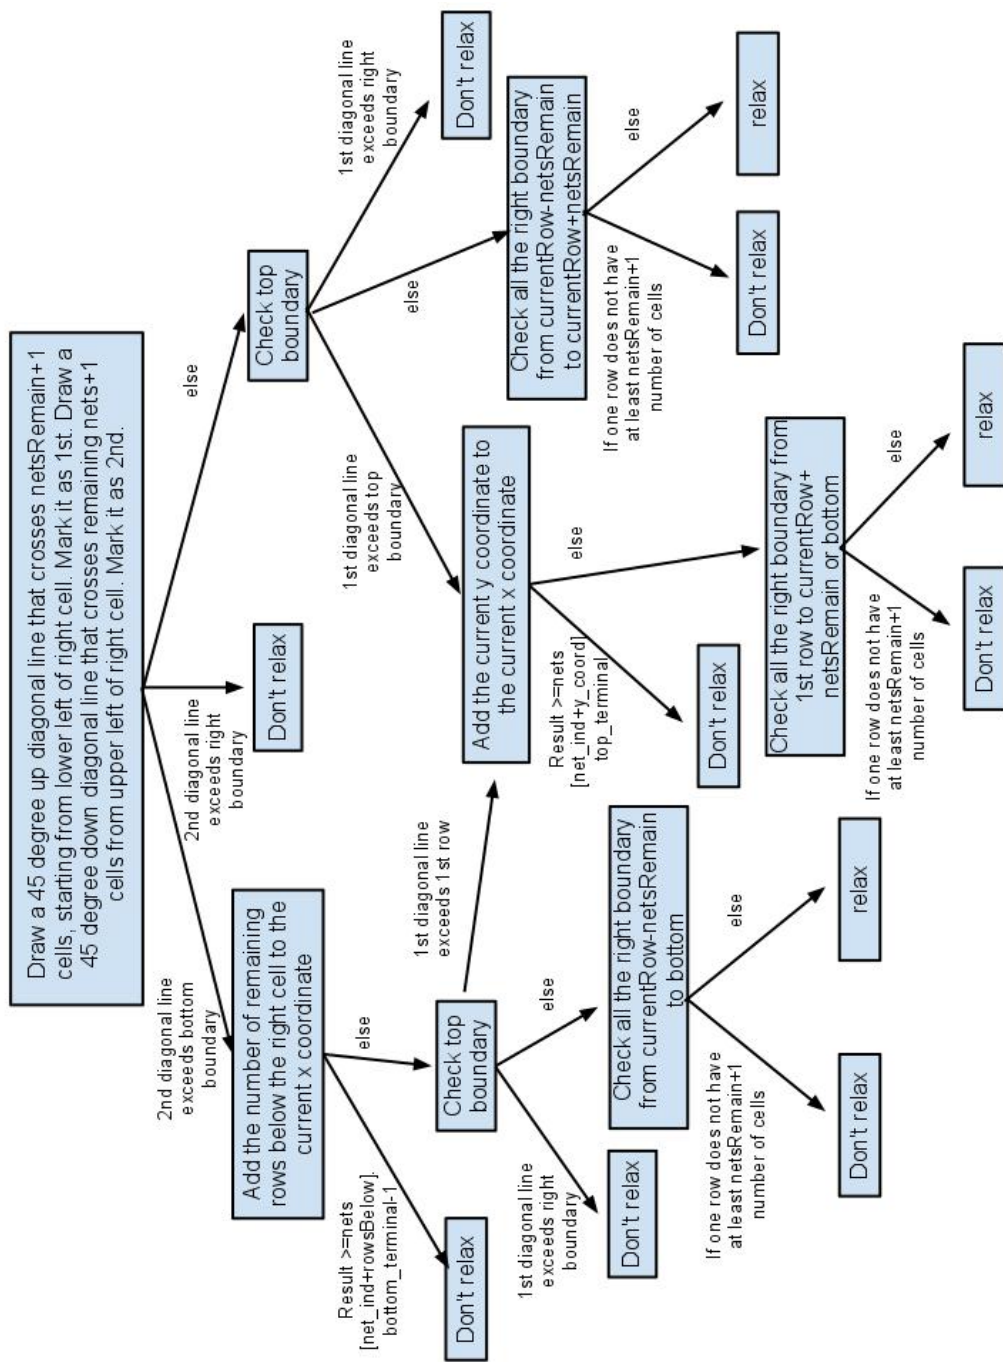 Draw a 45 degree up diagonal line that crosses netsRemain+1
cells, starting from lower left of right cell. Mark it as 1st. Draw a
45 degree down diagonal line that crosses remaining nets+1
cells from upper left of right cell. Mark it as 2nd.
2nd diagonal line
exceeds bottom
boundary
2nd diagonal line
exceeds right
boundary
else
Add the number of remaining
rows below the right cell to the
current x coordinate
Don't relax
Check top
boundary
Result >=nets
[net_ind+rowsBelow].
bottom_terminal-1
else
1st diagonal line
exceeds top
boundary
else
1st diagonal line
exceeds right
boundary
Don't relax
Check top
boundary
1st diagonal line
exceeds 1st row
Add the current y coordinate to
the current x coordinate
Check all the right boundary
from currentRow-netsRemain
to currentRow+netsRemain
Don't relax
1st diagonal line
exceeds right
boundary
else
Result >=nets
[net_ind+y_coord]
top_terminal
else
If one row does not have
at least netsRemain+1
number of cells
else
Don't relax
Check all the right boundary
from currentRow-netsRemain
to bottom
Don't relax
Check all the right boundary from
1st row to currentRow+
netsRemain or bottom
Don't relax
relax
If one row does not have
at least netsRemain+1
number of cells
else
If one row does not have
at least netsRemain+1
number of cells
else
Don't relax
relax
Don't relax
relax